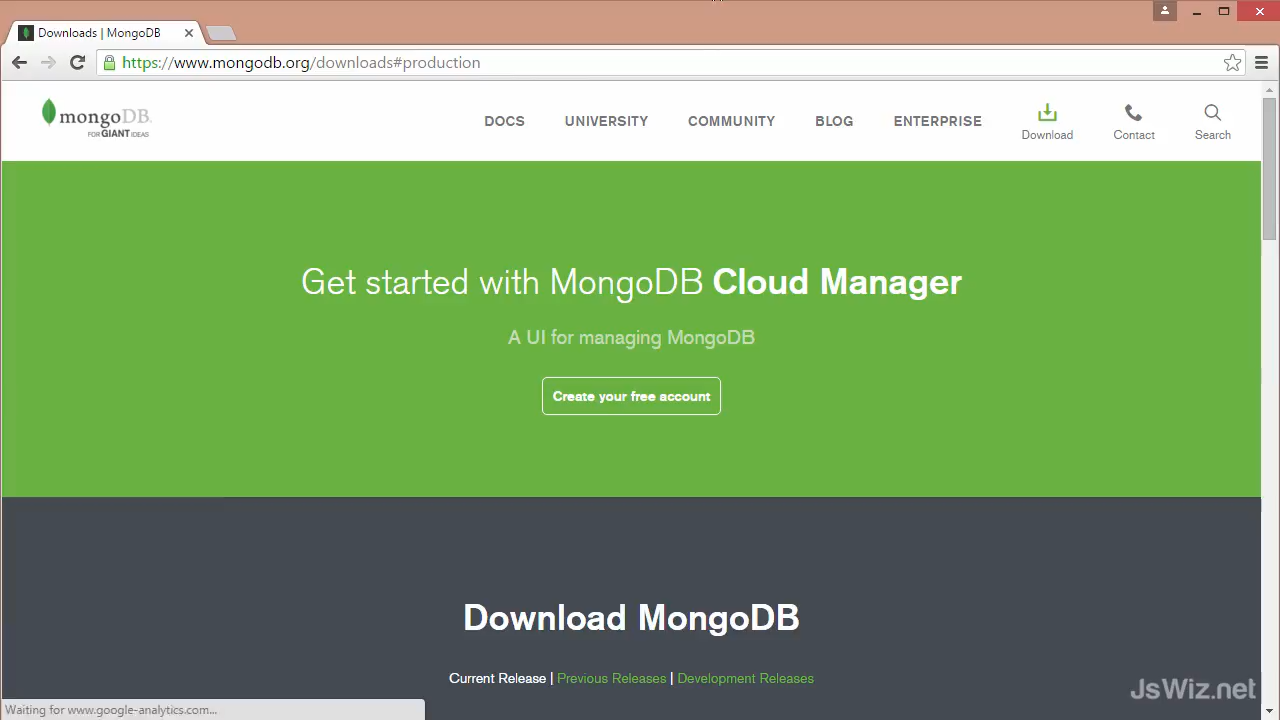 Downloads | MongoDB
https://www.mongodb.org/downloads#production
mongoDB.
FOR GIANT IDEAS
DOCS
UNIVERSITY
COMMUNITY
BLOG
ENTERPRISE
Download
Contact
Search
Get started with MongoDB Cloud Manager
A UI for managing MongoDB
Create your free account
Download MongoDB
Current Release | Previous Releases | Development Releases
JsWiz.net
Waiting for www.google-analytics.com...